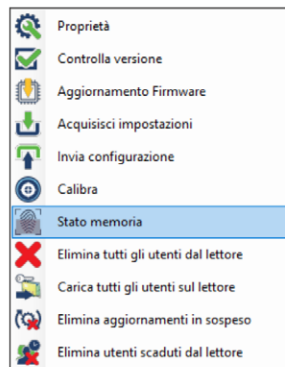 Proprietà
Controlla versione
Aggiornamento Firmware
Acquisisci impostazioni
Invia configurazione
Calibra
Stato memoria
Elimina tutti gli utenti dal lettore
Carica tutti gli utenti sul lettore
Elimina aggiornamenti in sospeso
Elimina utenti scaduti dal lettore